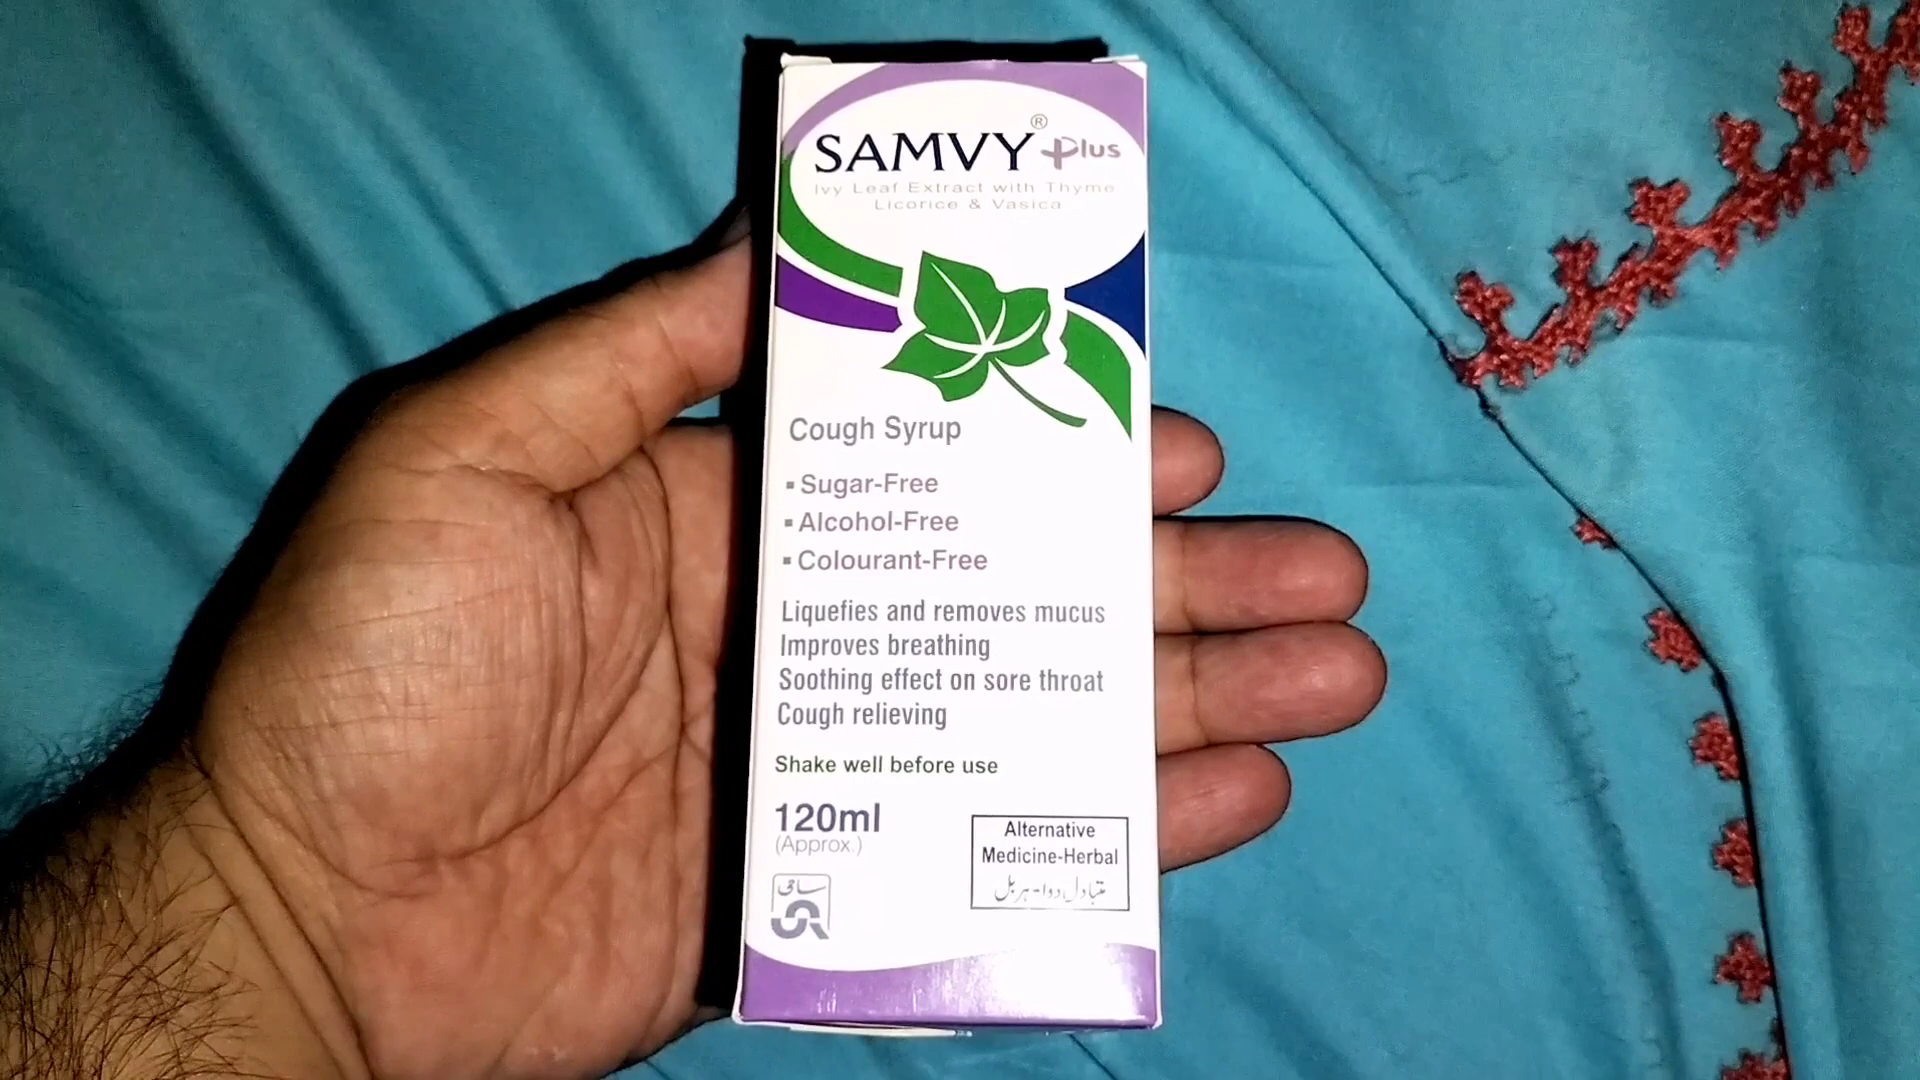 SAMVY® Plus
Ivy Leaf Extract with Thyme
Licorice & Vasica
Cough Syrup
▪ Sugar-Free
▪ Alcohol-Free
▪ Colourant-Free
Liquefies and removes mucus
Improves breathing
Soothing effect on sore throat
Cough relieving
Shake well before use
120ml
(Approx.)
Alternative
Medicine-Herbal
متبادل دوا-ہربل
ساجی